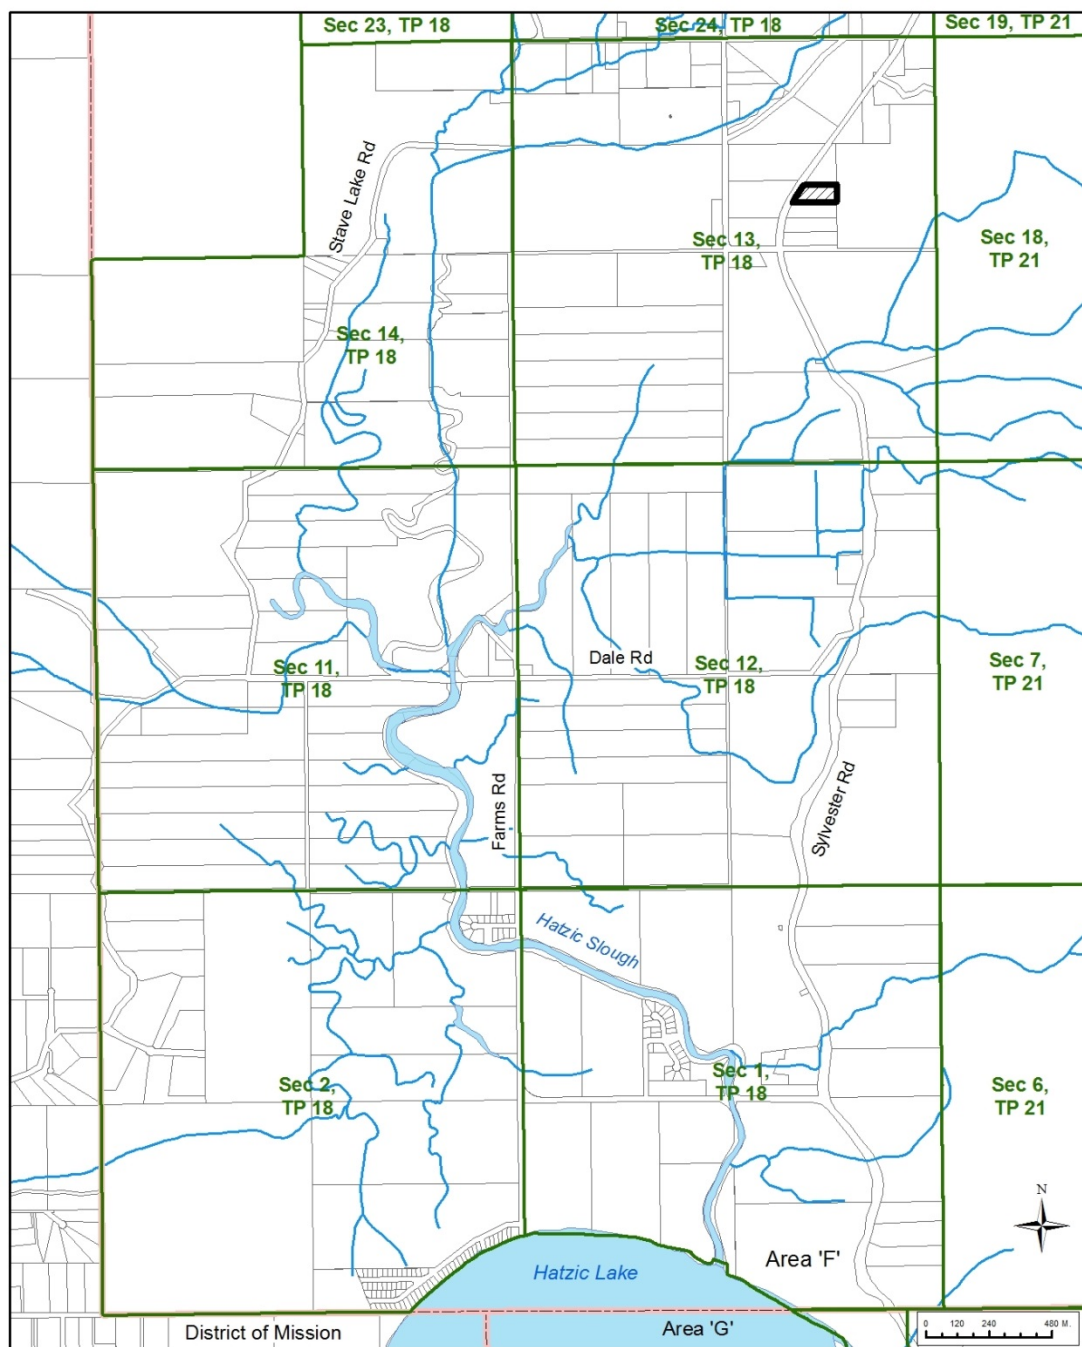 Sec 23, TP 18
Sec 24, TP 18
Sec 19, TP 21
Stave Lake Rd
Sec 13,
TP 18
Sec 18,
TP 21
Sec 14,
TP 18
Dale Rd
Sec 11,
TP 18
Sec 12,
TP 18
Sec 7,
TP 21
Farms Rd
Sylvester Rd
Hatzic Slough
Sec 2,
TP 18
Sec 1,
TP 18
Sec 6,
TP 21
N
Area 'F'
Hatzic Lake
District of Mission
Area 'G'
0 120 240 480 M.